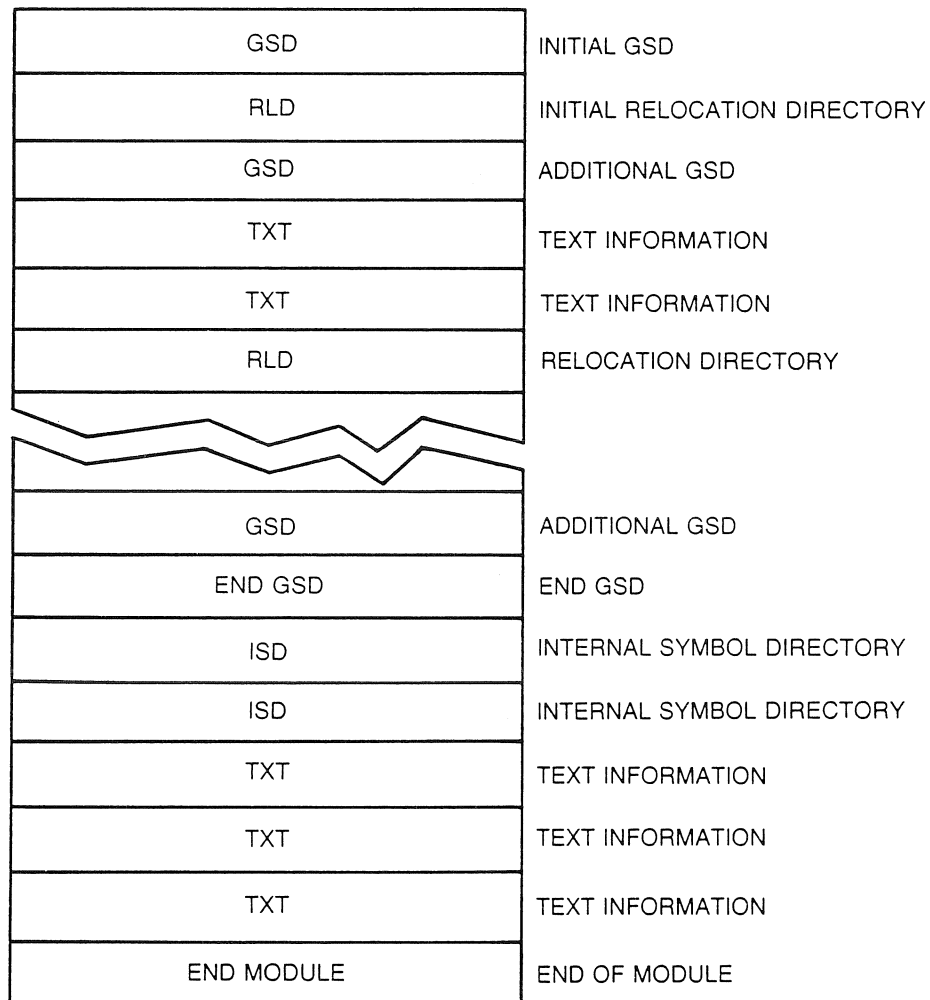 GSD INITIAL GSD
RLD INITIAL RELOCATION DIRECTORY
GSD ADDITIONAL GSD
TXT TEXT INFORMATION
TXT TEXT INFORMATION
RLD RELOCATION DIRECTORY
GSD ADDITIONAL GSD
END GSD END GSD
ISD INTERNAL SYMBOL DIRECTORY
ISD INTERNAL SYMBOL DIRECTORY
TXT TEXT INFORMATION
TXT TEXT INFORMATION
TXT TEXT INFORMATION
END MODULE END OF MODULE